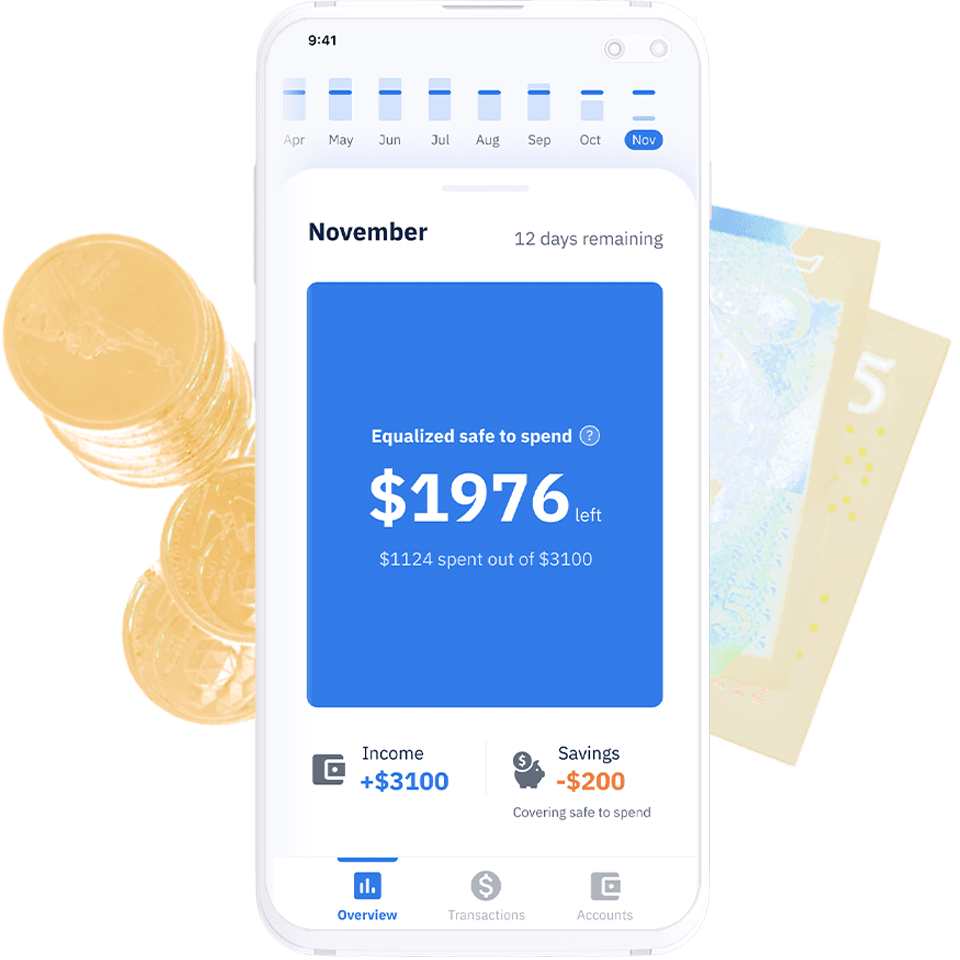 9:41
Apr May Jun Jul Aug Sep Oct Nov
November
12 days remaining
Equalized safe to spend ?
$1976 left
$1124 spent out of $3100
Income
+$3100
$
Savings
-$200
Covering safe to spend
$
Overview Transactions Accounts
5